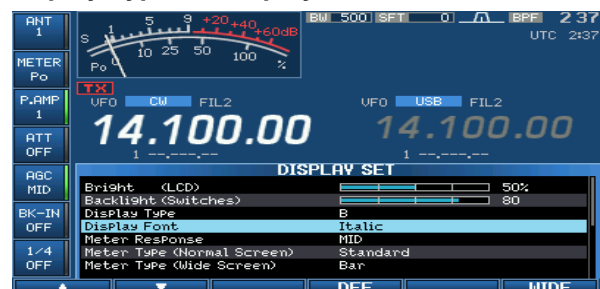 ANT
1
METER
Po
P.AMP
1
ATT
OFF
AGC
MID
BK-IN
OFF
1/4
OFF
S 1 5 9 +20 +40 +60dB
Po 0 10 25 50 100 %
BW 500 SFT 0 BPF 2 37
UTC 2:37
TX
VFO CW FIL2 VFO USB FIL2
14.100.00 14.100.00
1 --.---.-- 1 --.---.--
DISPLAY SET
Bright (LCD) 50%
Backlight (Switches) 80
Display Type B
Display Font Italic
Meter Response MID
Meter Type (Normal Screen) Standard
Meter Type (Wide Screen) Bar
DEF WIDE